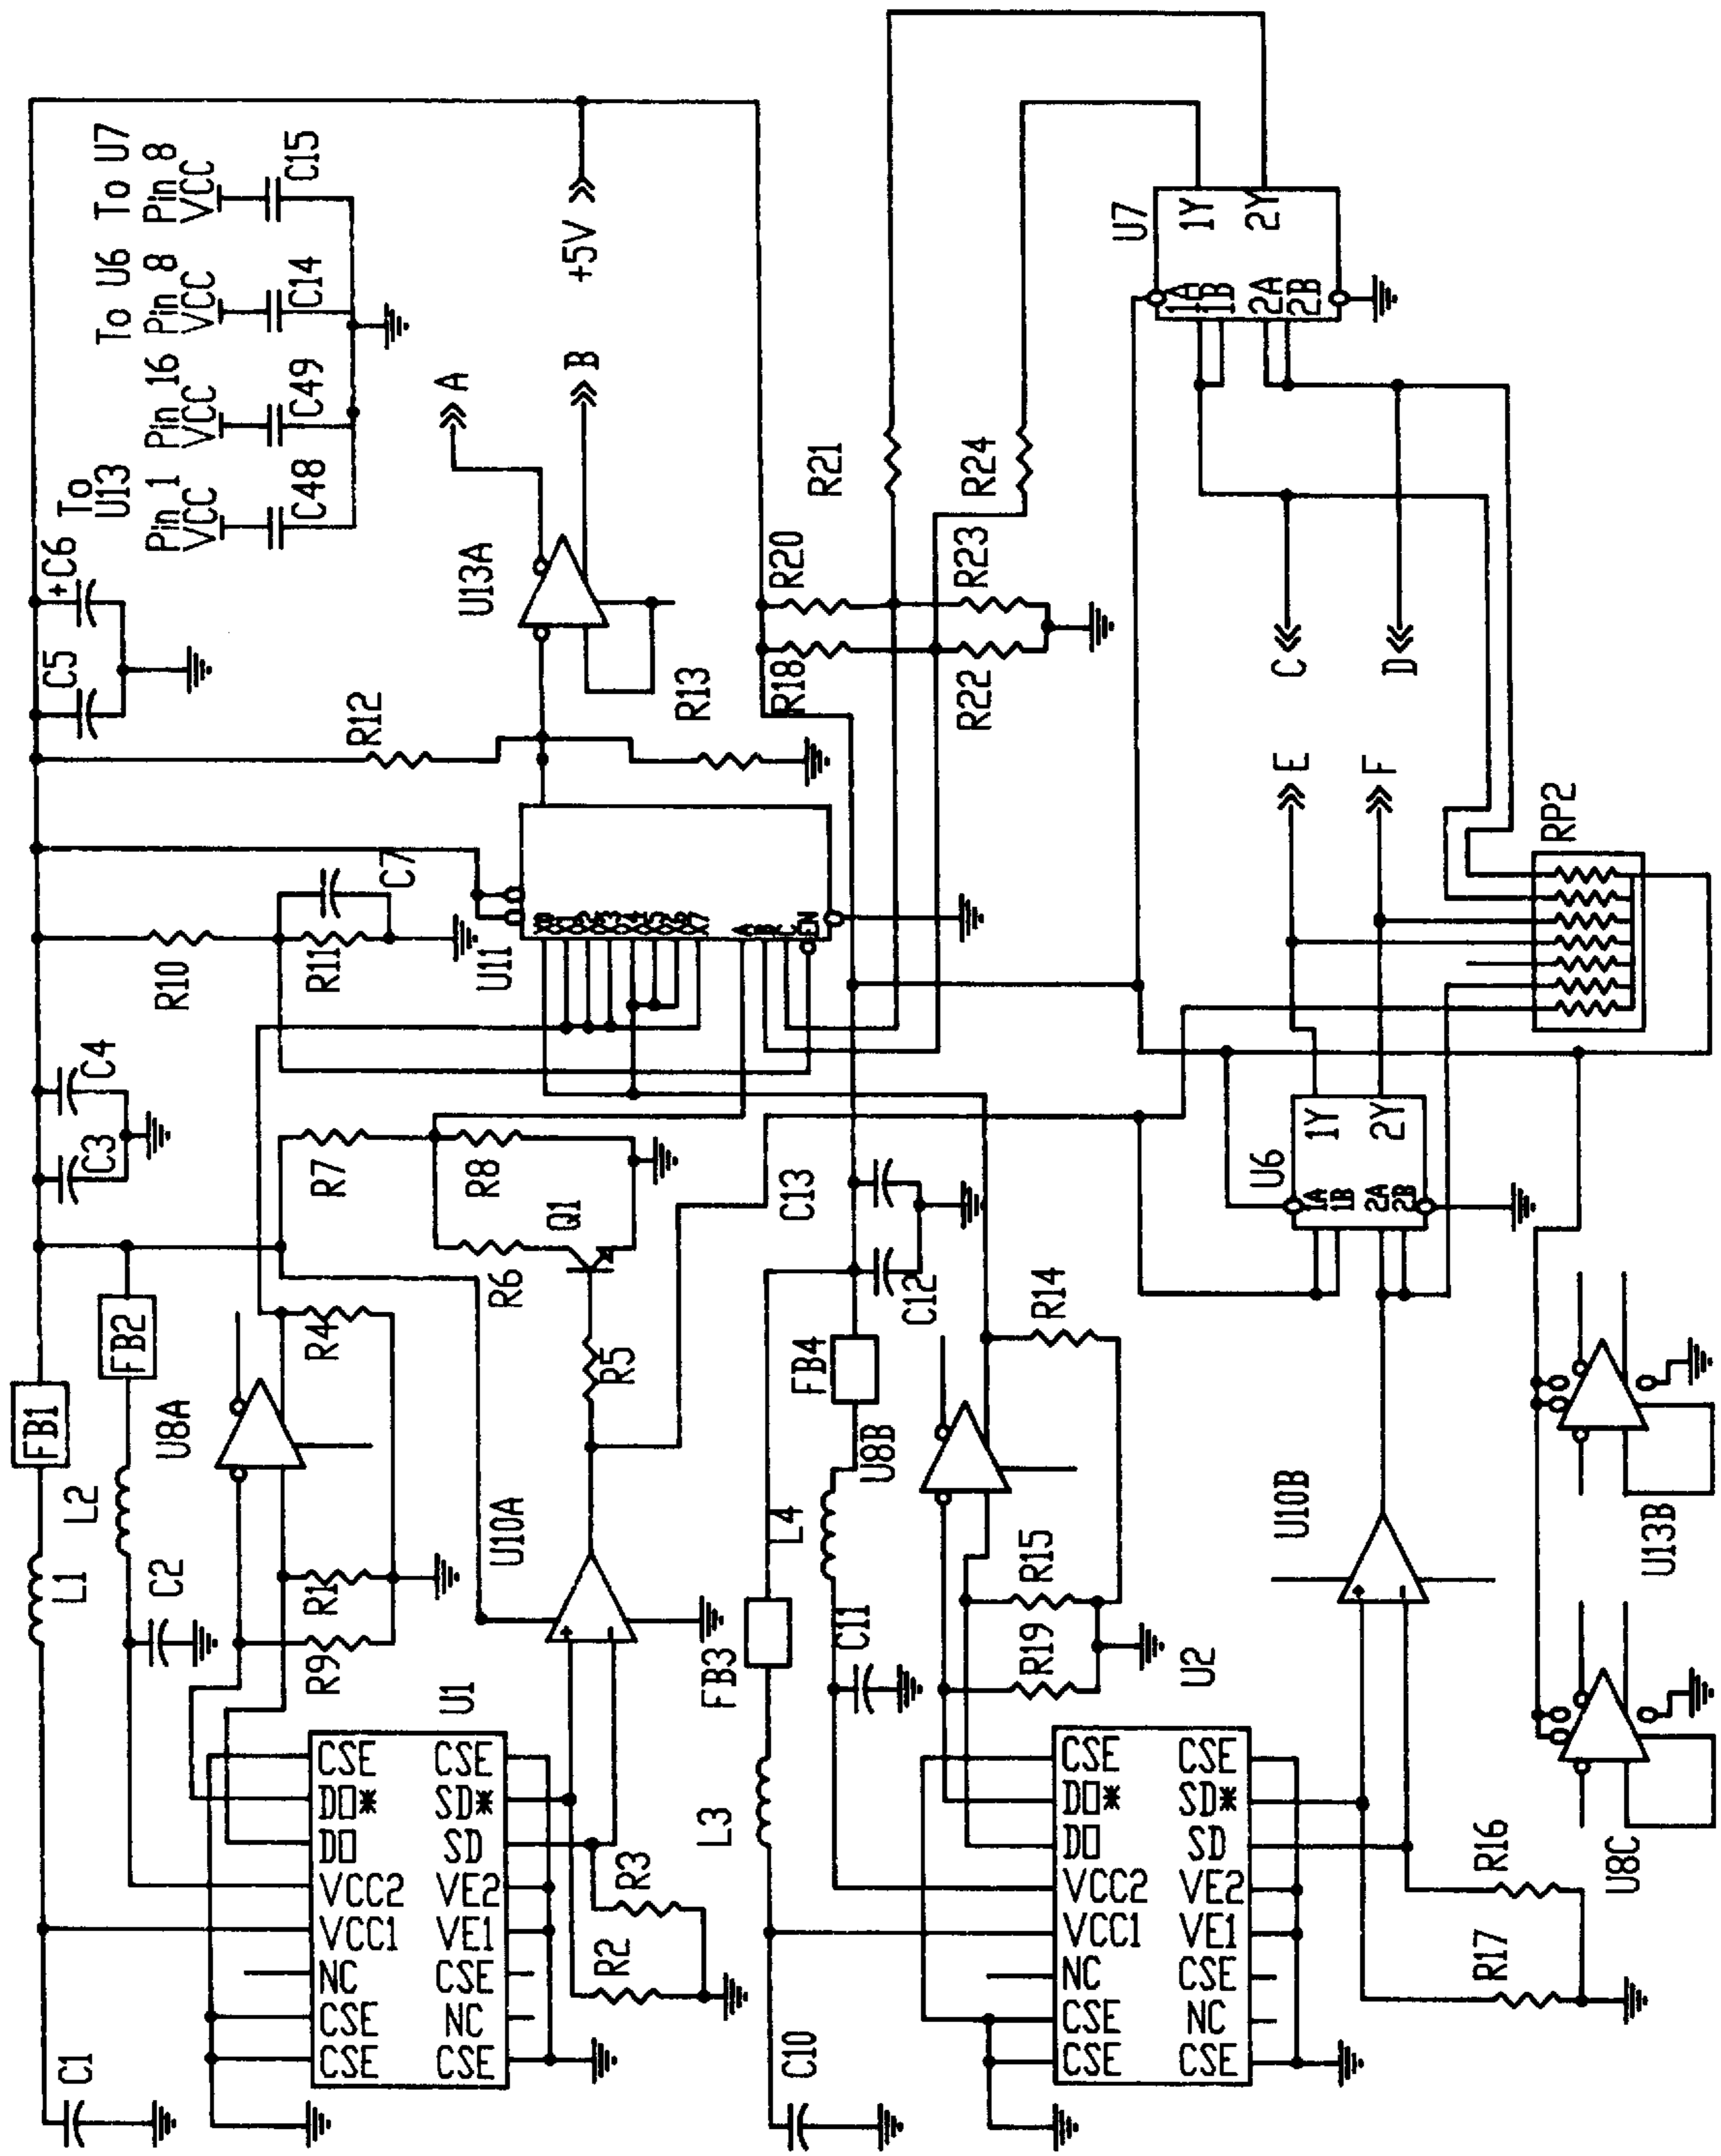 C1
L1
FB1
C3
C4
R10
R11
C7
R12
C5
+C6
To
U13
Pin 1
VCC
C48
Pin 16
VCC
C49
To U6
Pin 8
VCC
C14
To U7
Pin 8
VCC
C15
L2
FB2
C2
U8A
R9
R1
R4
R7
R8
R6
Q1
R5
U10A
U11
A
EN
U13A
R13
A
B
+5V
U1
CSE
DO*
DO
VCC2
VCC1
NC
CSE
CSE
CSE
SD*
SD
VE2
VE1
CSE
NC
CSE
+
-
R3
R2
C10
L3
FB3
L4
C11
FB4
U8B
C12
C13
R14
R15
R19
R18
R20
R22
R23
R21
R24
U2
CSE
DO*
DO
VCC2
VCC1
NC
CSE
CSE
CSE
SD*
SD
VE2
VE1
CSE
NC
CSE
U10B
+
-
R16
R17
U6
1A
1B
2A
2B
1Y
2Y
E
F
C
D
U7
1A
1B
2A
2B
1Y
2Y
RP2
U8C
U13B